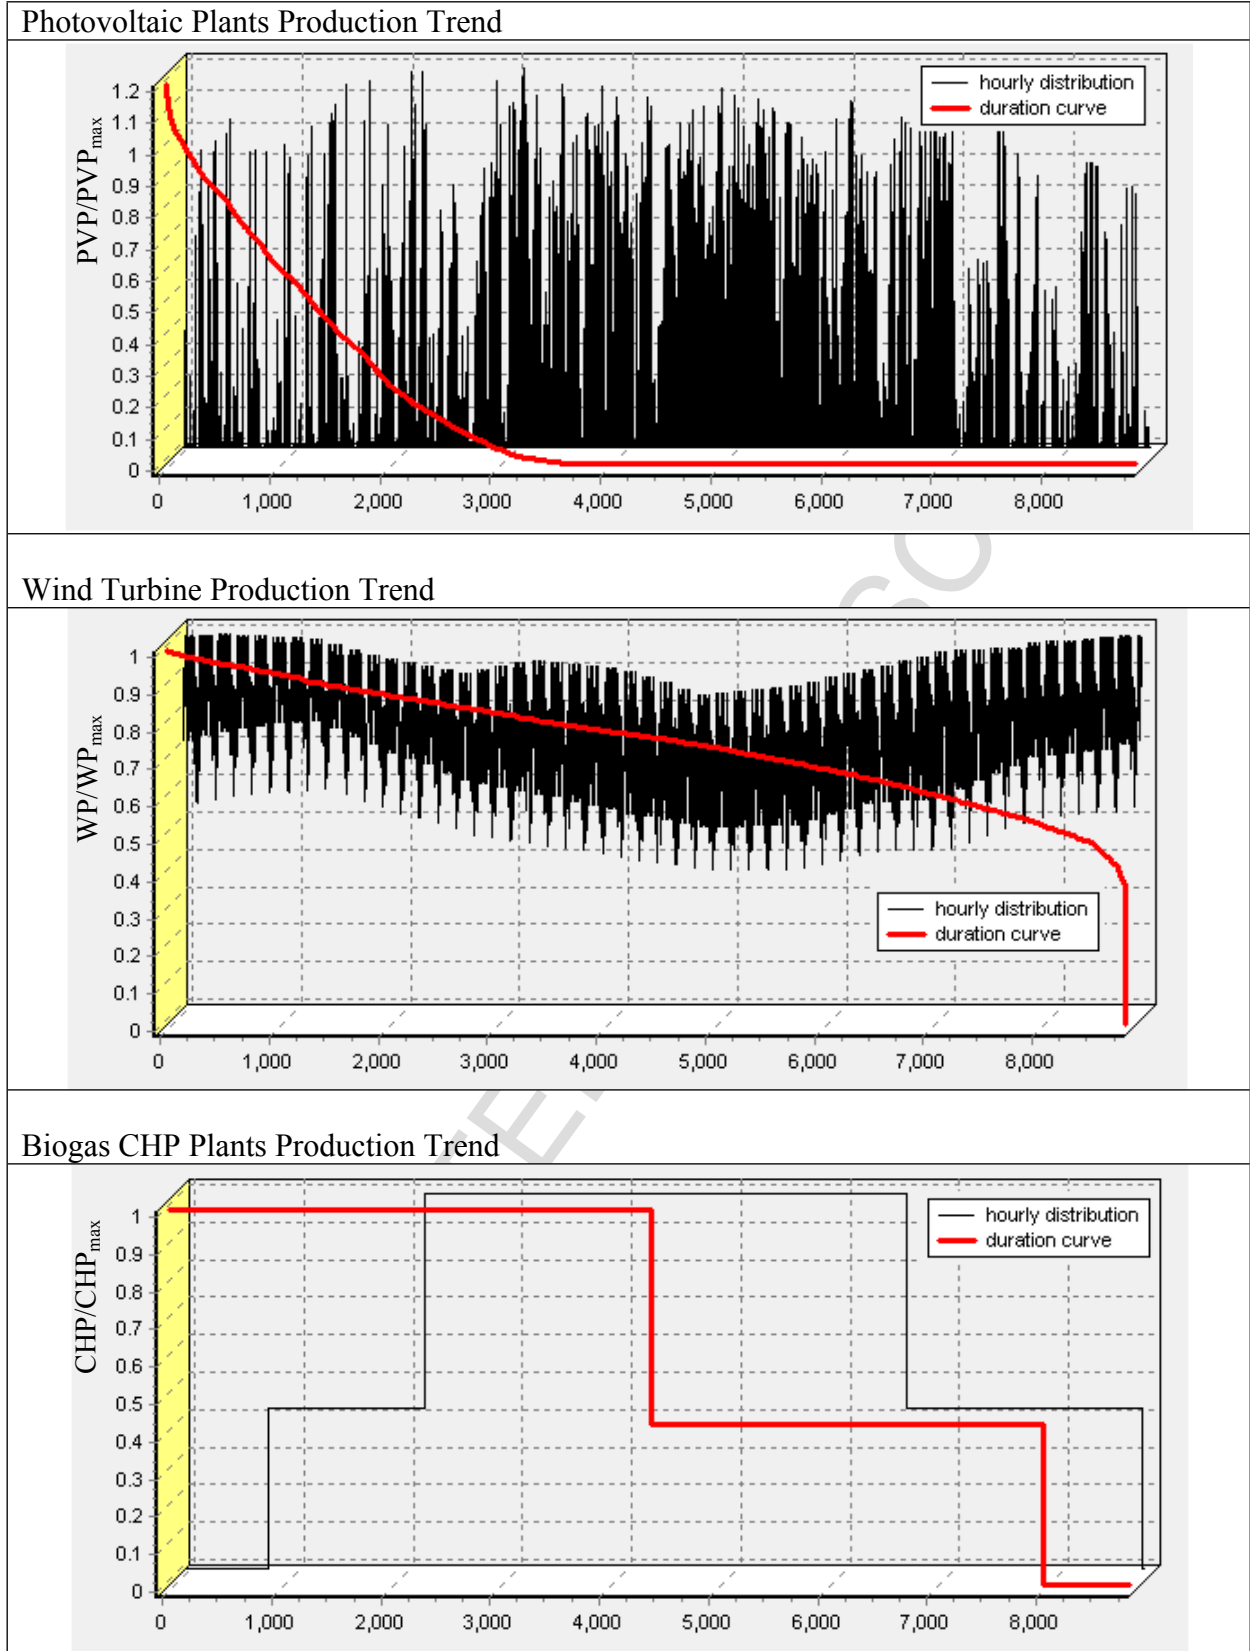 Photovoltaic Plants Production Trend
hourly distribution
duration curve
PVP/PVPmax
1.2
1.1
1
0.9
0.8
0.7
0.6
0.5
0.4
0.3
0.2
0.1
0
0 1,000 2,000 3,000 4,000 5,000 6,000 7,000 8,000
Wind Turbine Production Trend
WP/WPmax
1
0.9
0.8
0.7
0.6
0.5
0.4
0.3
0.2
0.1
0
hourly distribution
duration curve
0 1,000 2,000 3,000 4,000 5,000 6,000 7,000 8,000
Biogas CHP Plants Production Trend
hourly distribution
duration curve
CHP/CHPmax
1
0.9
0.8
0.7
0.6
0.5
0.4
0.3
0.2
0.1
0
0 1,000 2,000 3,000 4,000 5,000 6,000 7,000 8,000